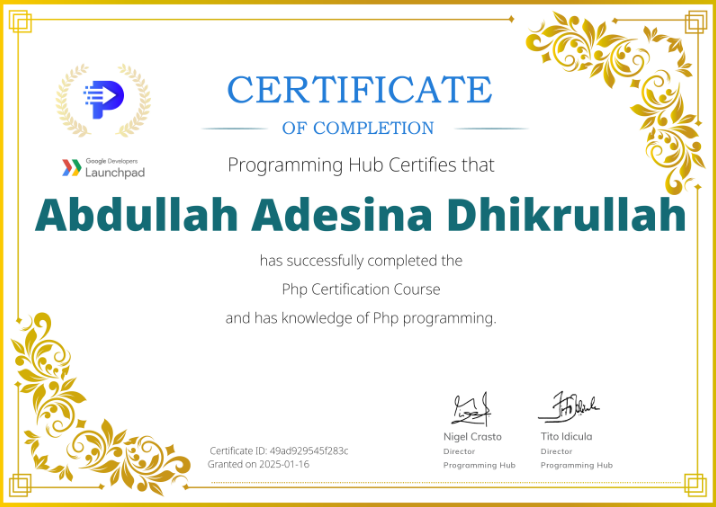 CERTIFICATE
OF COMPLETION
Google Developers
Launchpad
Programming Hub Certifies that
Abdullah Adesina Dhikrullah
has successfully completed the
Php Certification Course
and has knowledge of Php programming.
Nigel Crasto
Director
Programming Hub
Tito Idicula
Director
Programming Hub
Certificate ID: 49ad929545f283c
Granted on 2025-01-16